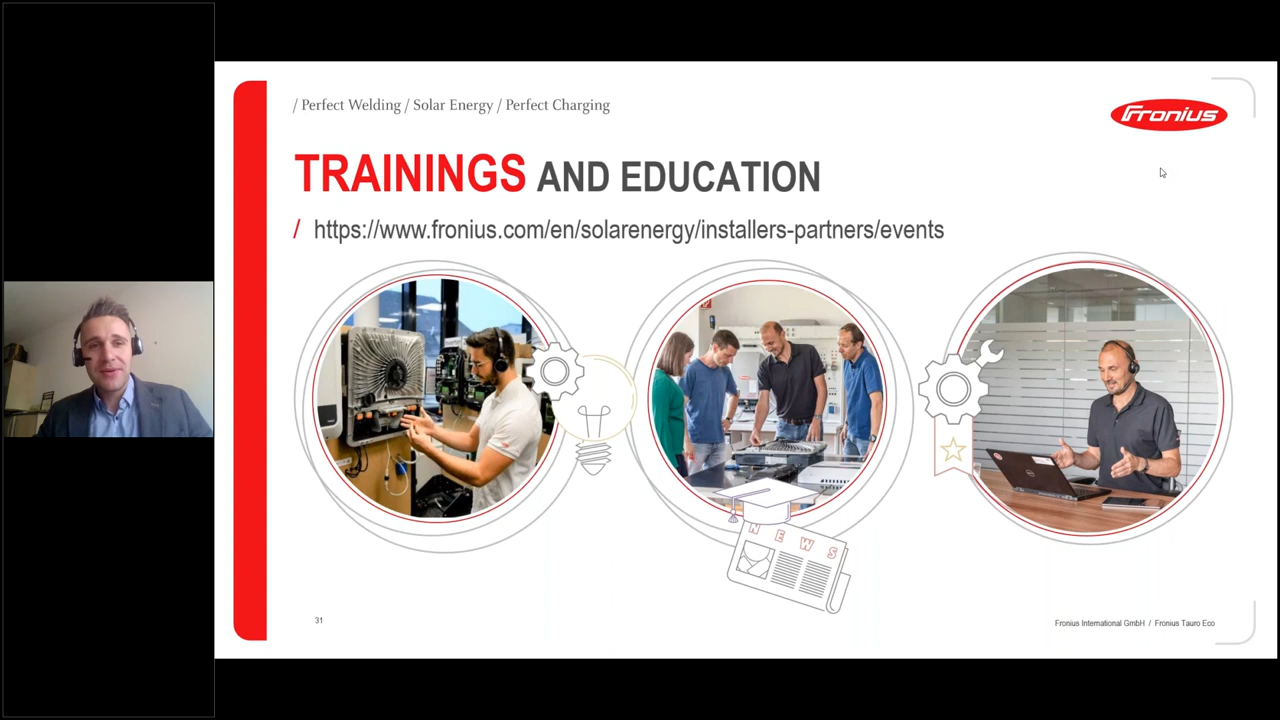 / Perfect Welding / Solar Energy / Perfect Charging
Fronius
TRAININGS AND EDUCATION
/ https://www.fronius.com/en/solarenergy/installers-partners/events
NEWS
31
Fronius International GmbH / Fronius Tauro Eco